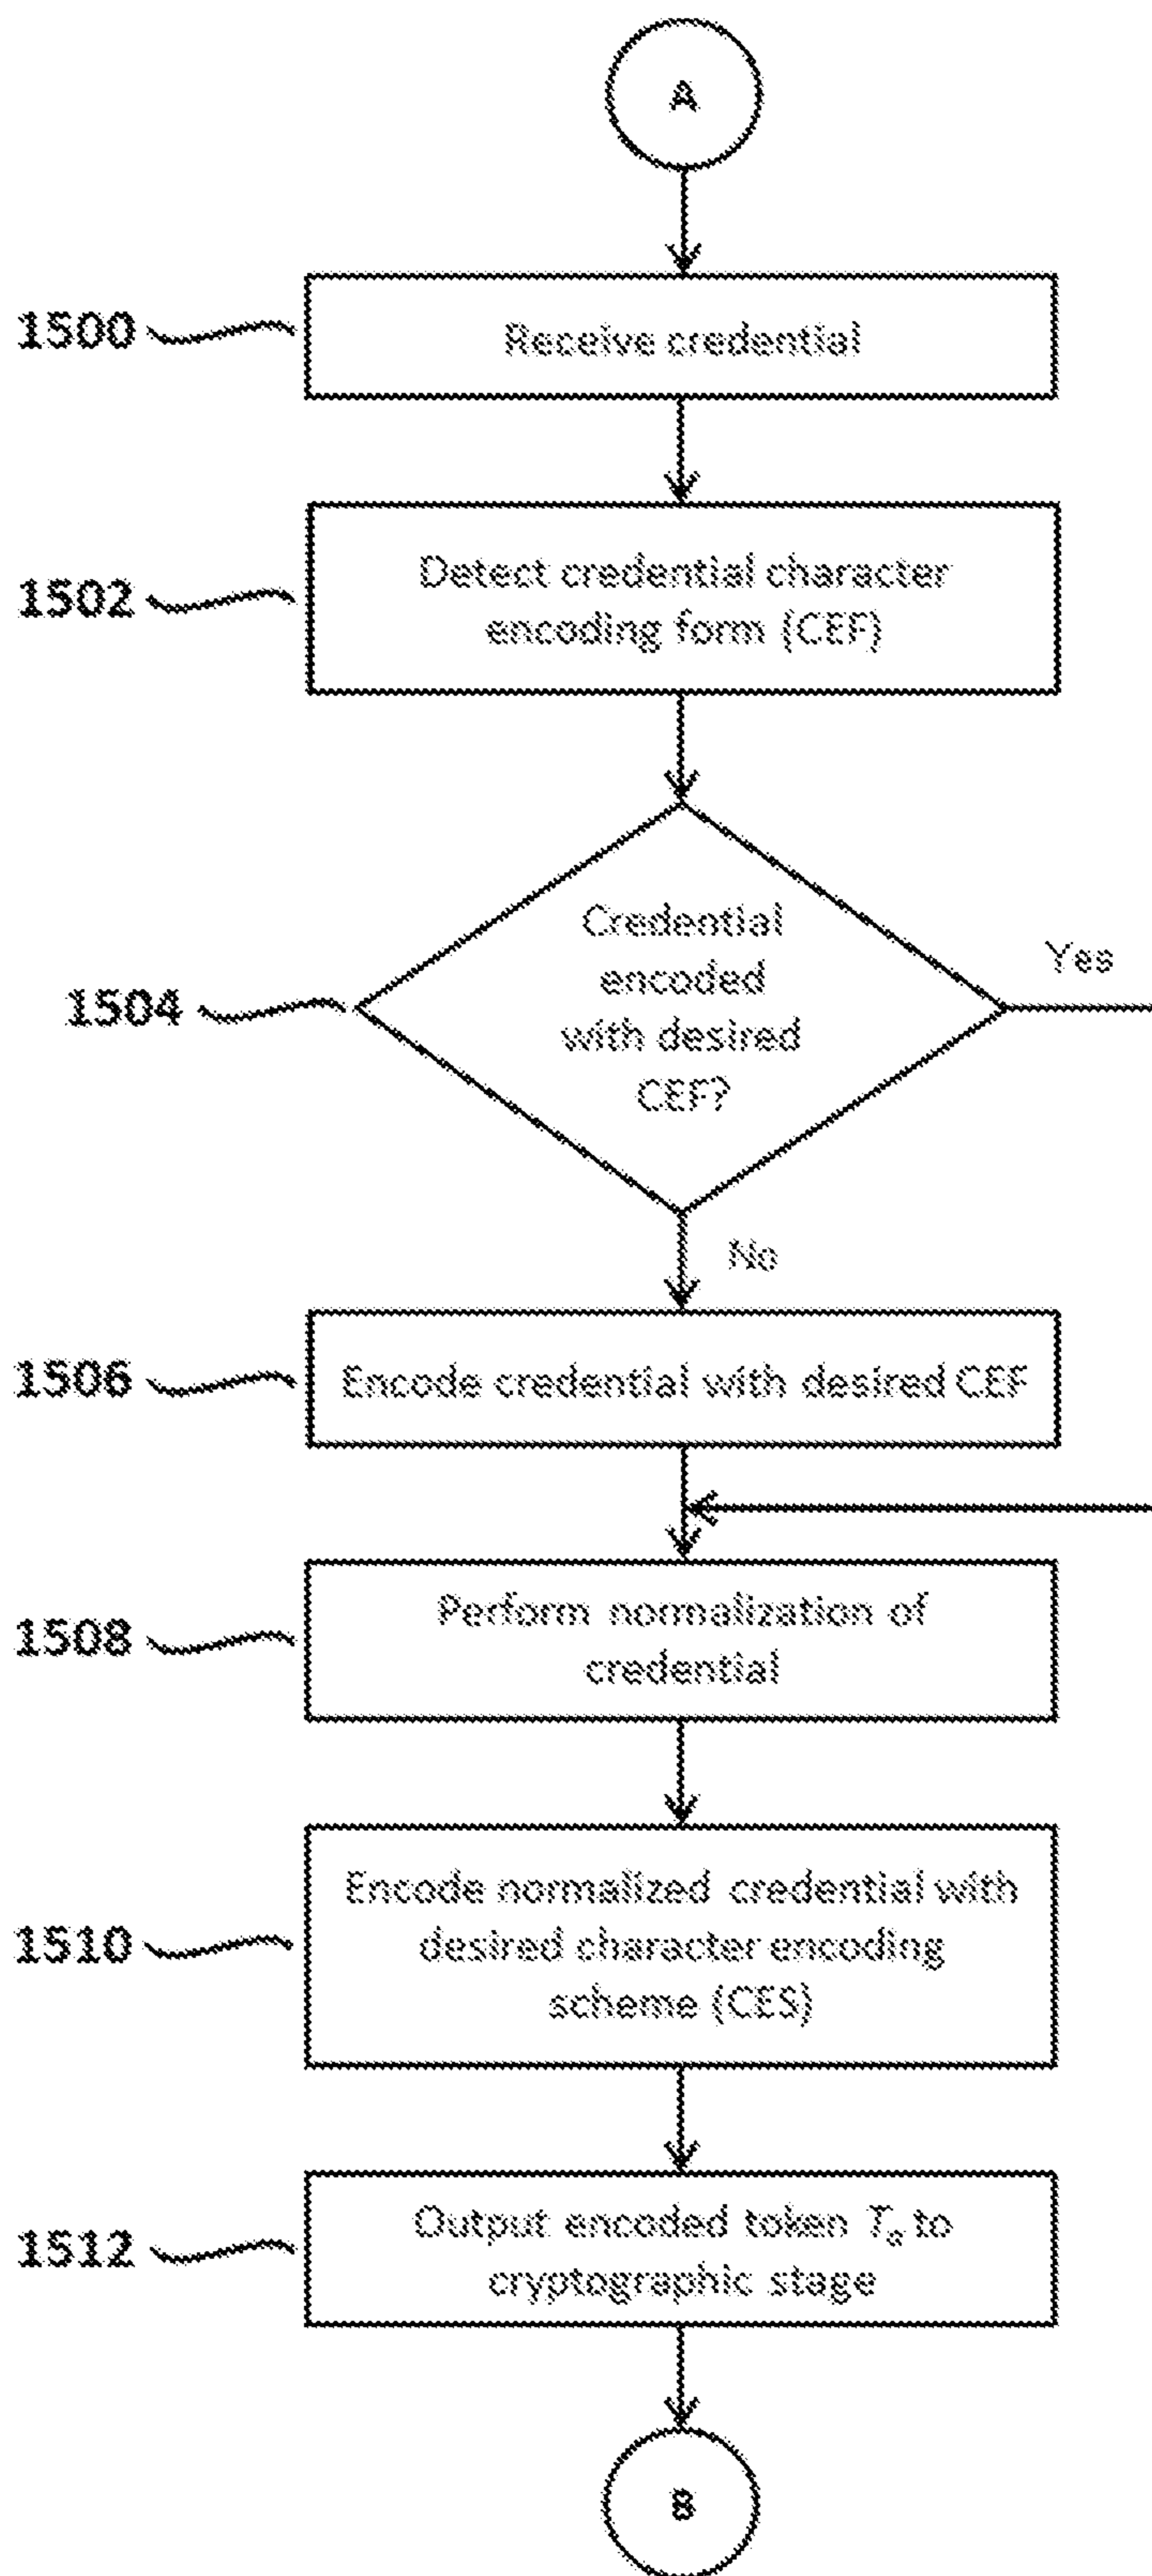 A
1500
Receive credential
1502
Detect credential character
encoding form (CEF)
1504
Credential
encoded
with desired
CEF?
Yes
No
1506
Encode credential with desired CEF
1508
Perform normalization of
credential
1510
Encode normalized credential with
desired character encoding
scheme (CES)
1512
Output encoded token Tₑ to
cryptographic stage
B